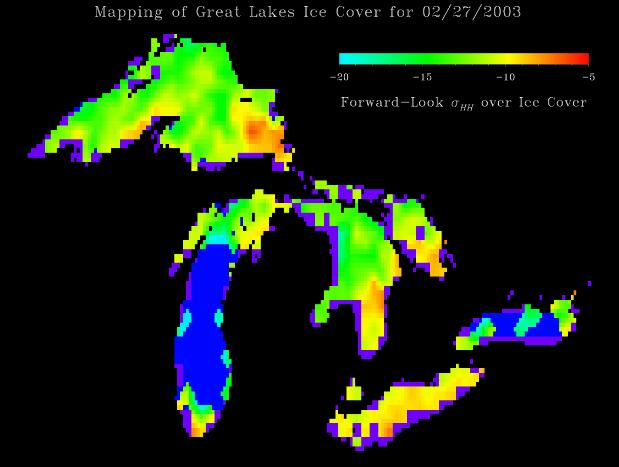 Mapping of Great Lakes Ice Cover for 02/27/2003
−20 −15 −10 −5
Forward−Look σHH over Ice Cover